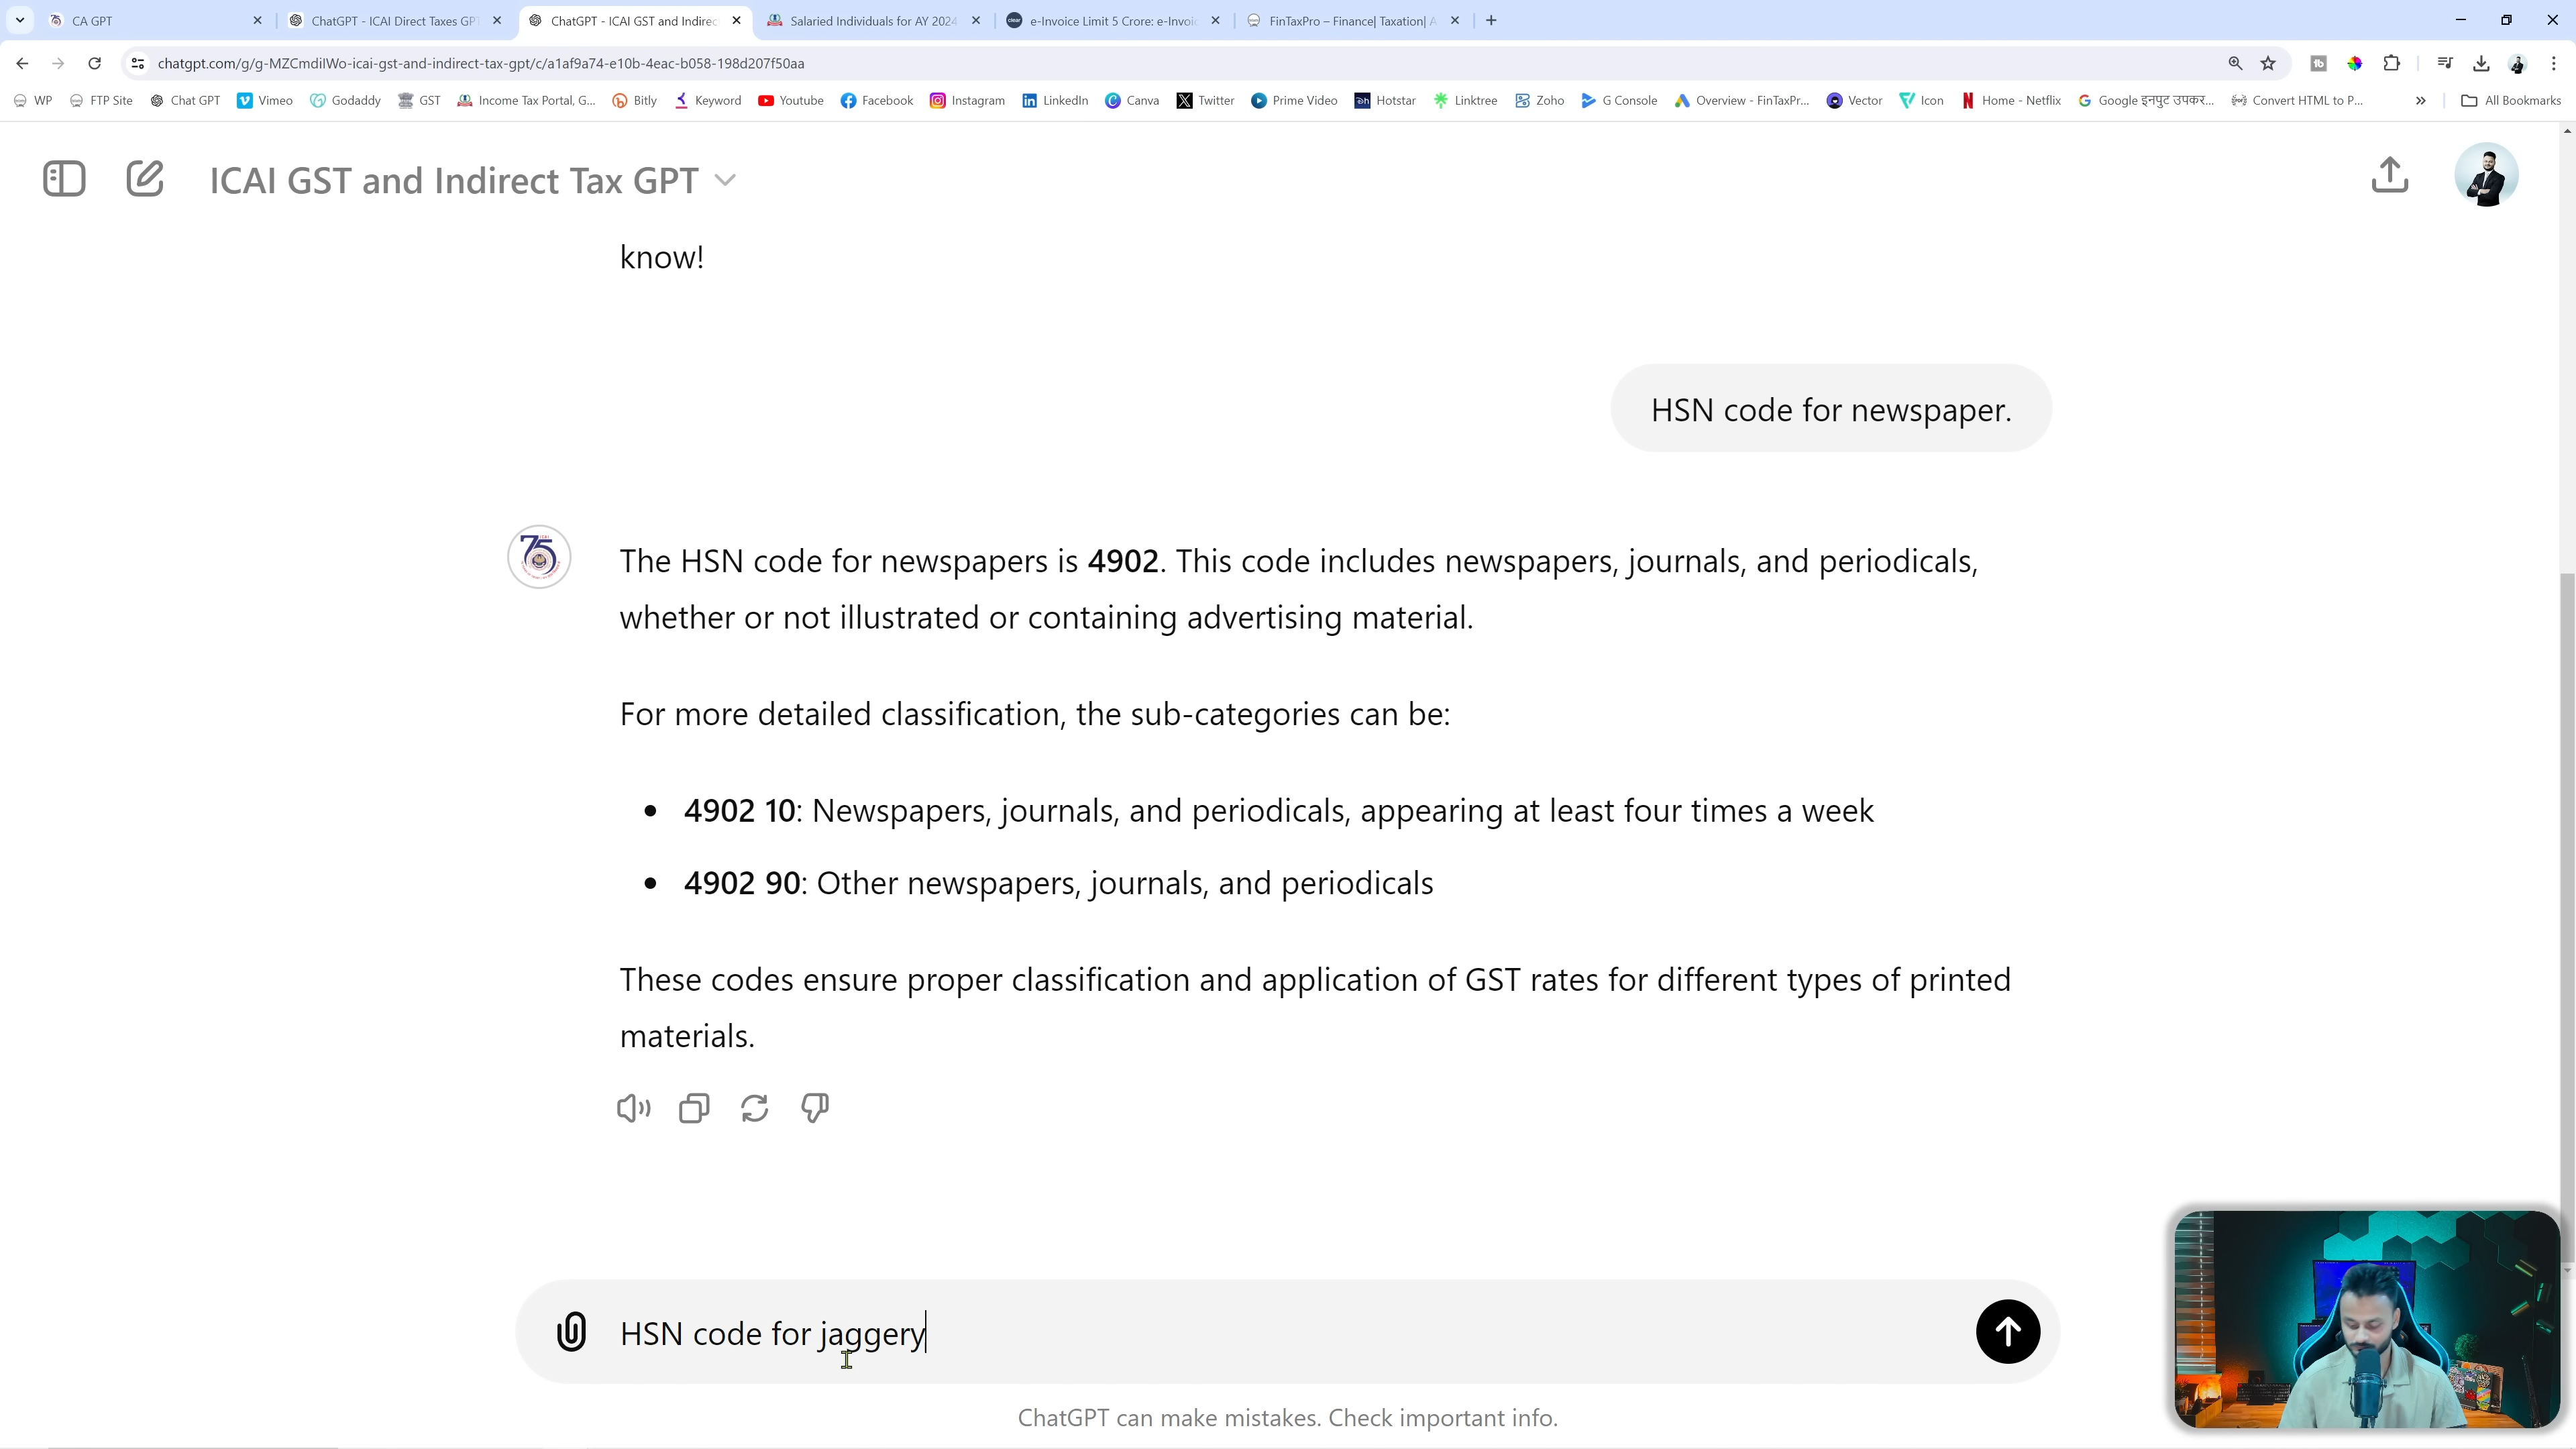 CA GPT
ChatGPT - ICAI Direct Taxes GP
ChatGPT - ICAI GST and Indirec
Salaried Individuals for AY 2024
e-Invoice Limit 5 Crore: e-Invoi
FinTaxPro – Finance| Taxation| A
chatgpt.com/g/g-MZCmdiIWo-icai-gst-and-indirect-tax-gpt/c/a1af9a74-e10b-4eac-b058-198d207f50aa
WP
FTP Site
Chat GPT
Vimeo
Godaddy
GST
Income Tax Portal, G...
Bitly
Keyword
Youtube
Facebook
Instagram
LinkedIn
Canva
Twitter
Prime Video
Hotstar
Linktree
Zoho
G Console
Overview - FinTaxPr...
Vector
Icon
Home - Netflix
Google इनपुट उपकर...
Convert HTML to P...
»
All Bookmarks
ICAI GST and Indirect Tax GPT
know!
HSN code for newspaper.
The HSN code for newspapers is 4902. This code includes newspapers, journals, and periodicals,
whether or not illustrated or containing advertising material.
For more detailed classification, the sub-categories can be:
• 4902 10: Newspapers, journals, and periodicals, appearing at least four times a week
• 4902 90: Other newspapers, journals, and periodicals
These codes ensure proper classification and application of GST rates for different types of printed
materials.
HSN code for jaggery
ChatGPT can make mistakes. Check important info.